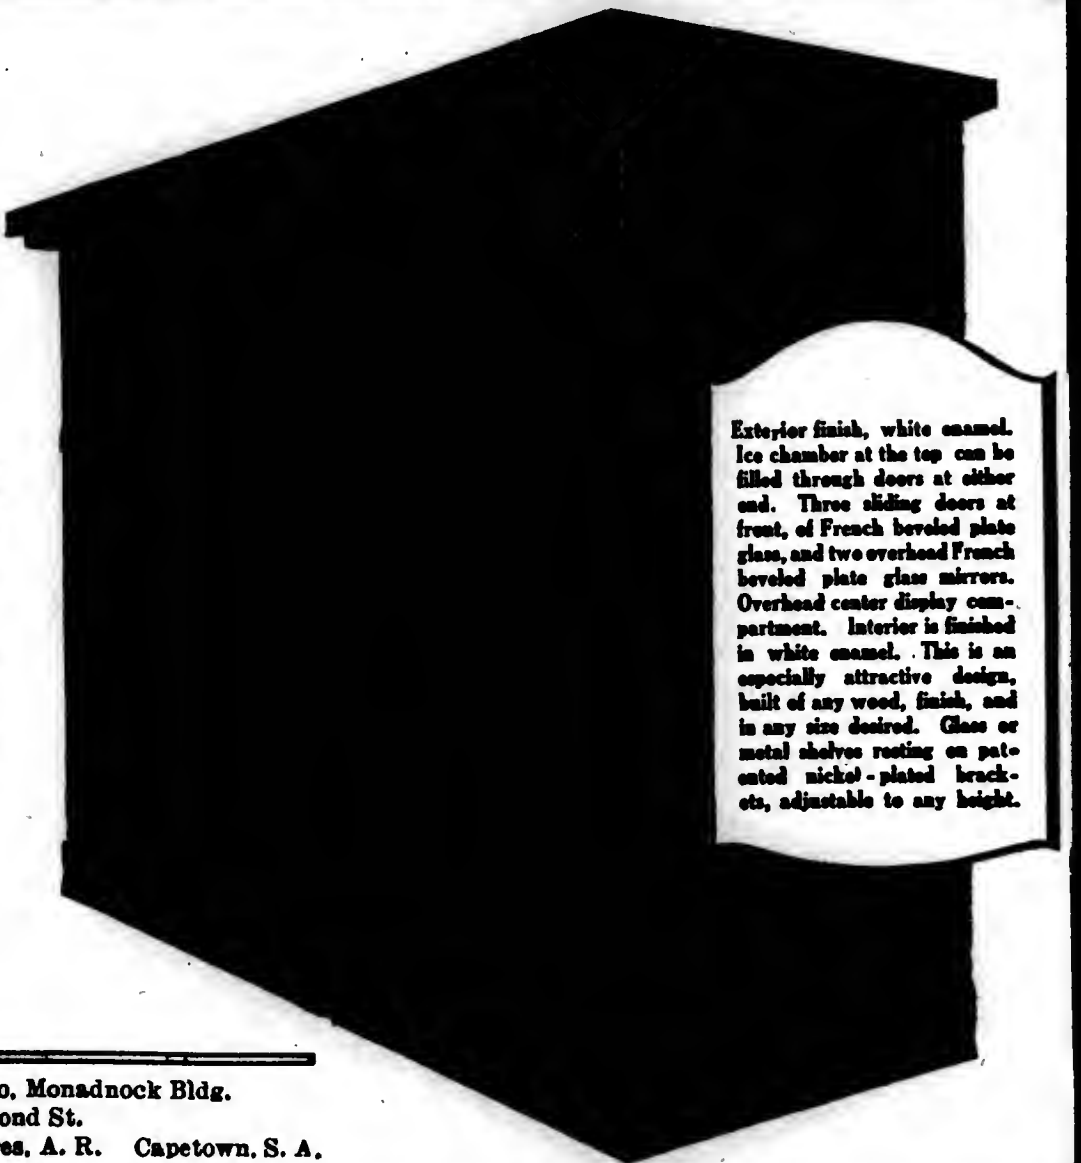 Exterior finish, white enamel.
Ice chamber at the top can be
filled through doors at either
end. Three sliding doors at
front, of French beveled plate
glass, and two overhead French
beveled plate glass mirrors.
Overhead center display com-
partment. Interior is finished
in white enamel. This is an
especially attractive design,
built of any wood, finish, and
in any size desired. Glass or
metal shelves resting on pat-
ented nickel-plated brack-
ets, adjustable to any height.
o, Monadnock Bldg.
ond St.
es, A. R. Capetown, S. A.